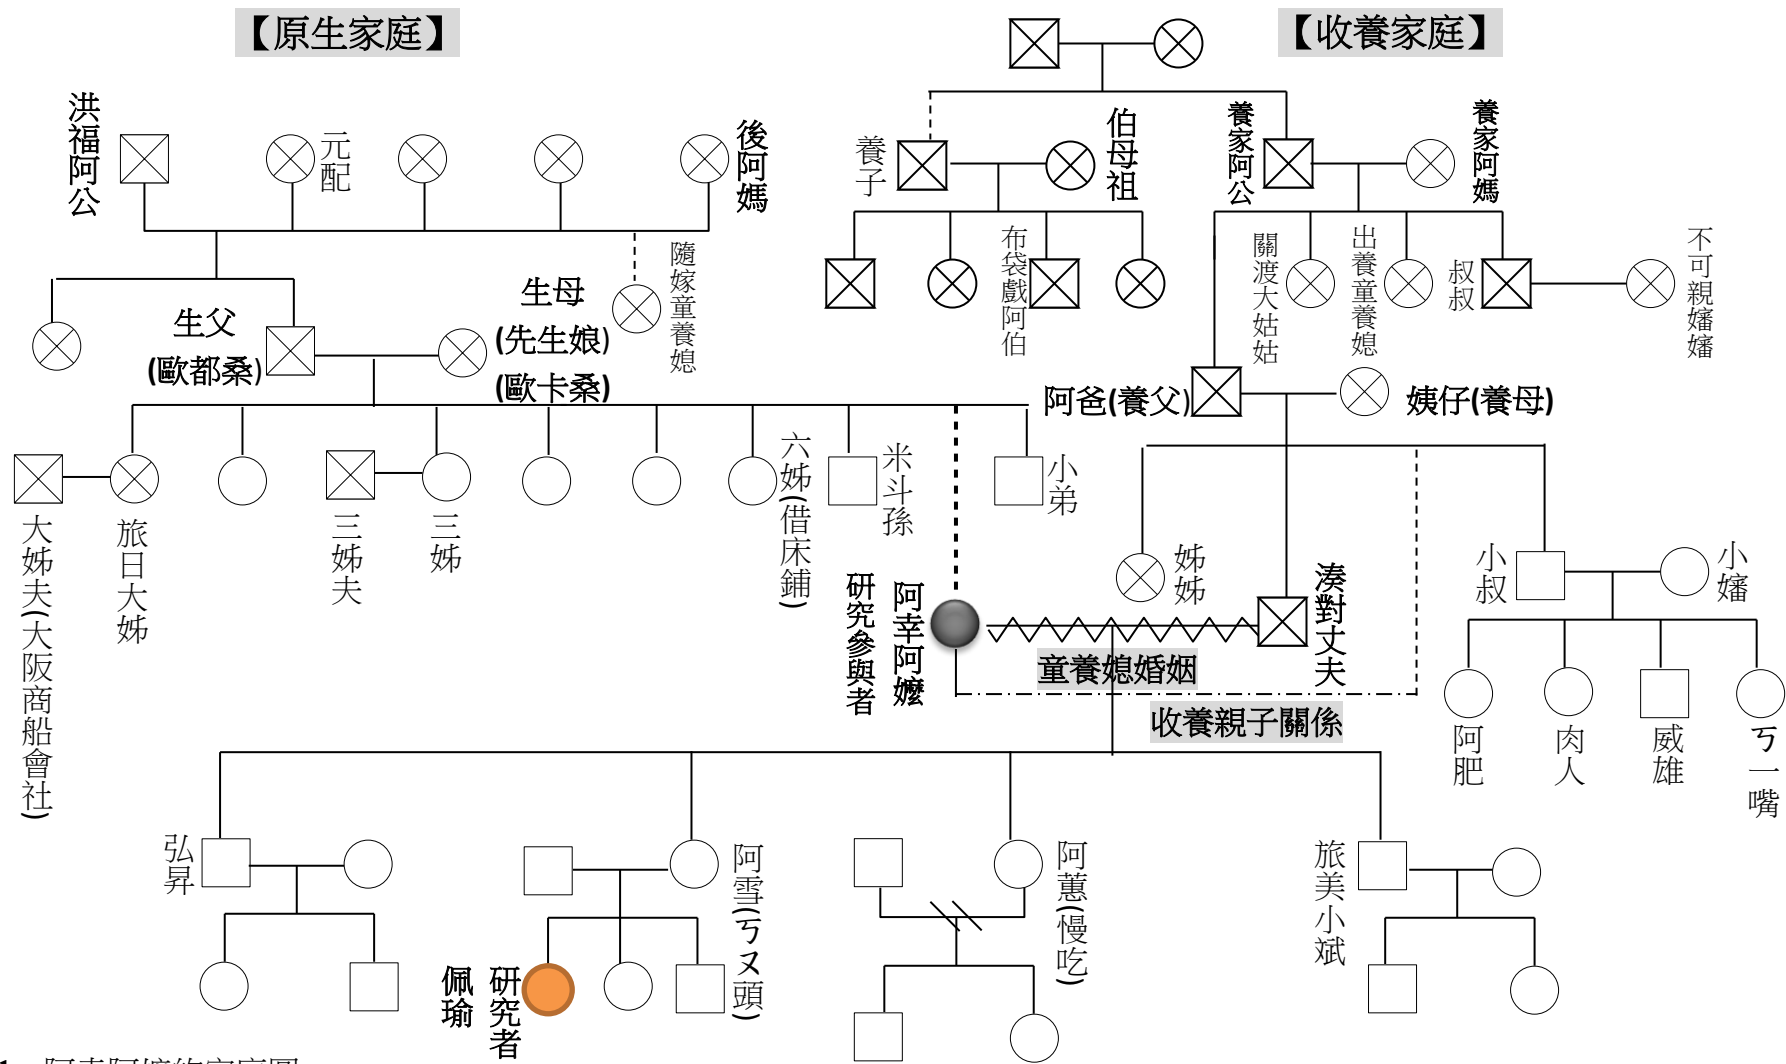 【原生家庭】
【收養家庭】
洪福阿公
元配
後阿媽
養子
伯母祖
養家阿公
養家阿媽
隨嫁童養媳
布袋戲阿伯
關渡大姑姑
出養童養媳
叔叔
不可親嬸嬸
生父
(歐都桑)
生母
(先生娘)
(歐卡桑)
阿爸(養父)
姨仔(養母)
大姊夫(大阪商船會社)
旅日大姊
三姊夫
三姊
六姊(借床鋪)
米斗孫
小弟
研究參與者
阿幸阿嬤
姊姊
湊對丈夫
小叔
小嬸
童養媳婚姻
收養親子關係
阿肥
肉人
威雄
ㄎ一嘴
弘昇
阿雪(ㄎㄡ頭)
阿蕙(慢吃)
旅美小斌
佩瑜
研究者